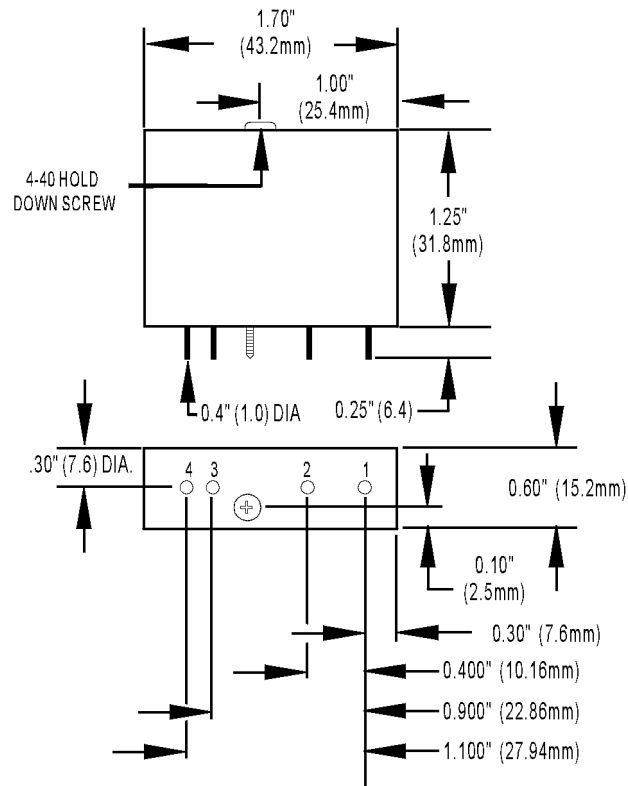 1.70"
(43.2mm)
1.00"
(25.4mm)
4-40 HOLD
DOWN SCREW
1.25"
(31.8mm)
0.4" (1.0) DIA
0.25" (6.4)
.30" (7.6) DIA.
4 3 2 1
0.60" (15.2mm)
0.10"
(2.5mm)
0.30" (7.6mm)
0.400" (10.16mm)
0.900" (22.86mm)
1.100" (27.94mm)